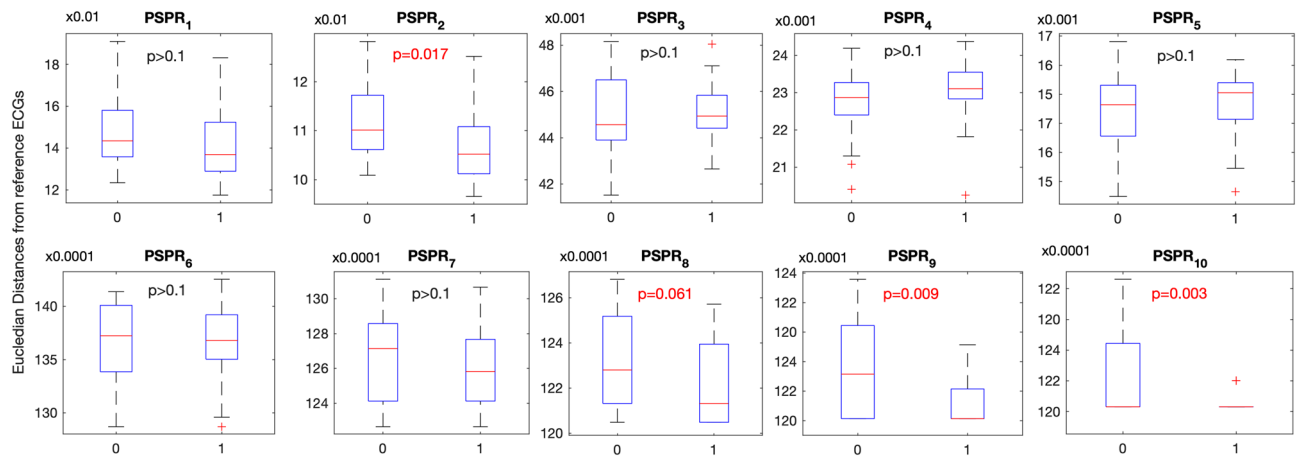 Eucledian Distances from reference ECGs
x0.01
PSPR1
p>0.1
18
16
14
12
0 1
x0.01
PSPR2
p=0.017
12
11
10
0 1
x0.001
PSPR3
p>0.1
48
46
44
42
0 1
x0.001
PSPR4
p>0.1
24
23
22
21
0 1
x0.001
PSPR5
p>0.1
17
16
15
17
16
15
0 1
x0.0001
PSPR6
p>0.1
140
135
130
0 1
x0.0001
PSPR7
p>0.1
130
128
126
124
0 1
x0.0001
PSPR8
p=0.061
126
124
122
120
0 1
x0.0001
PSPR9
p=0.009
124
120
124
122
120
0 1
x0.0001
PSPR10
p=0.003
122
120
124
122
120
0 1